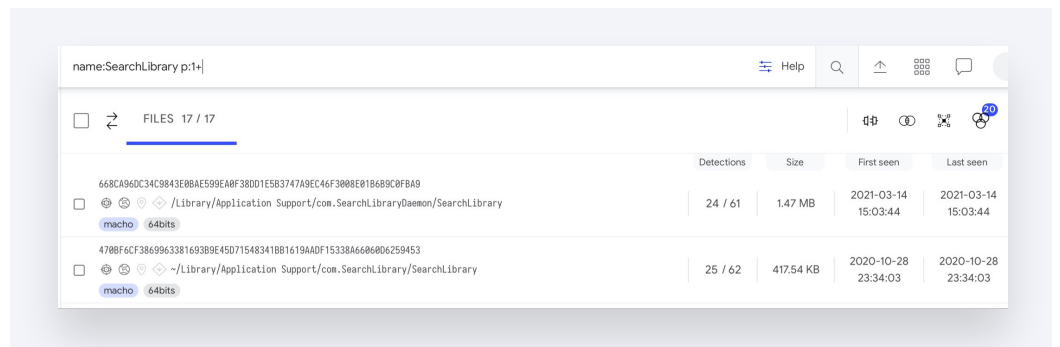 name:SearchLibrary p:1+
Help
FILES 17 / 17
20
Detections Size First seen Last seen
668CA96DC34C9843E0BAE599EA0F38DD1E5B3747A9EC46F3008E01B6B9C0FBA9
/Library/Application Support/com.SearchLibraryDaemon/SearchLibrary
24 / 61 1.47 MB 2021-03-14 15:03:44 2021-03-14 15:03:44
macho 64bits
470BF6CF3869963381693B9E45D71548341BB1619AADF15338A66060D6259453
~/Library/Application Support/com.SearchLibrary/SearchLibrary
25 / 62 417.54 KB 2020-10-28 23:34:03 2020-10-28 23:34:03
macho 64bits